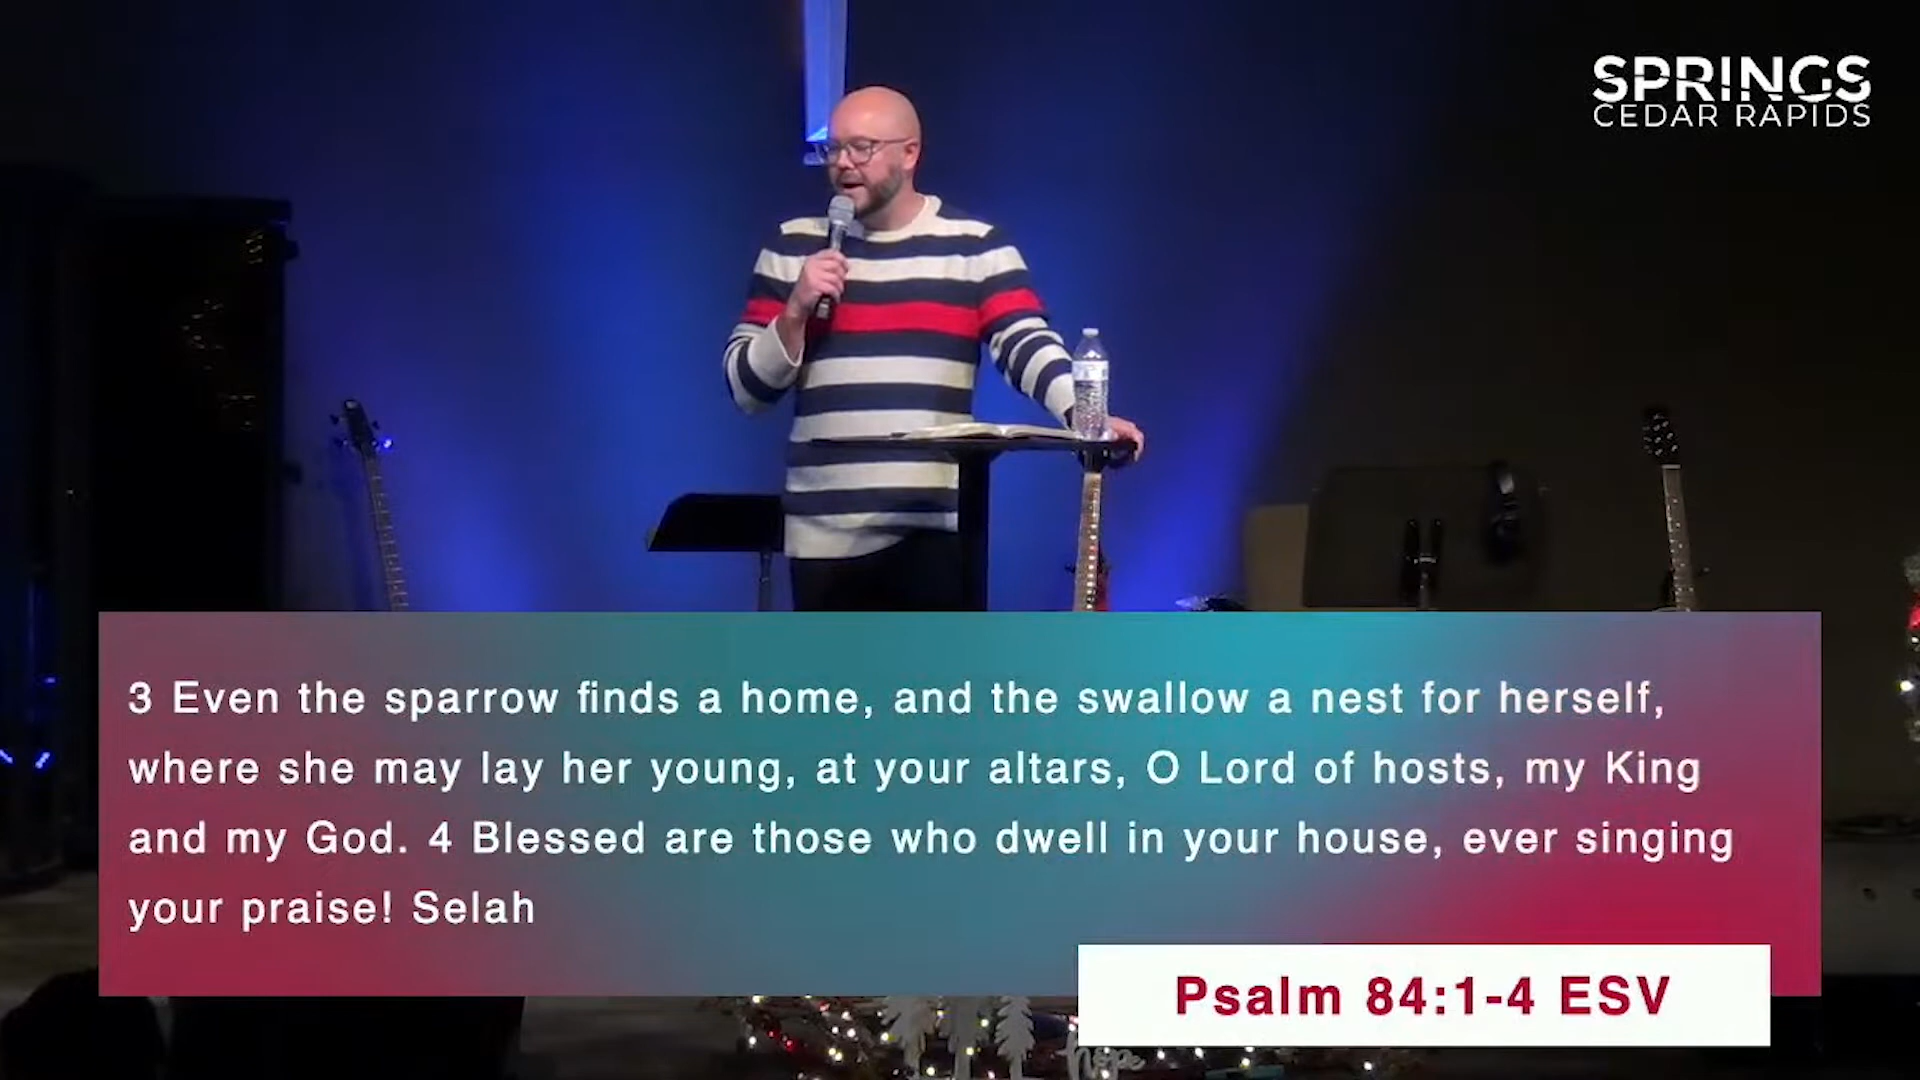 SPRINGS
CEDAR RAPIDS
3 Even the sparrow finds a home, and the swallow a nest for herself,
where she may lay her young, at your altars, O Lord of hosts, my King
and my God. 4 Blessed are those who dwell in your house, ever singing
your praise! Selah
Psalm 84:1-4 ESV
hope